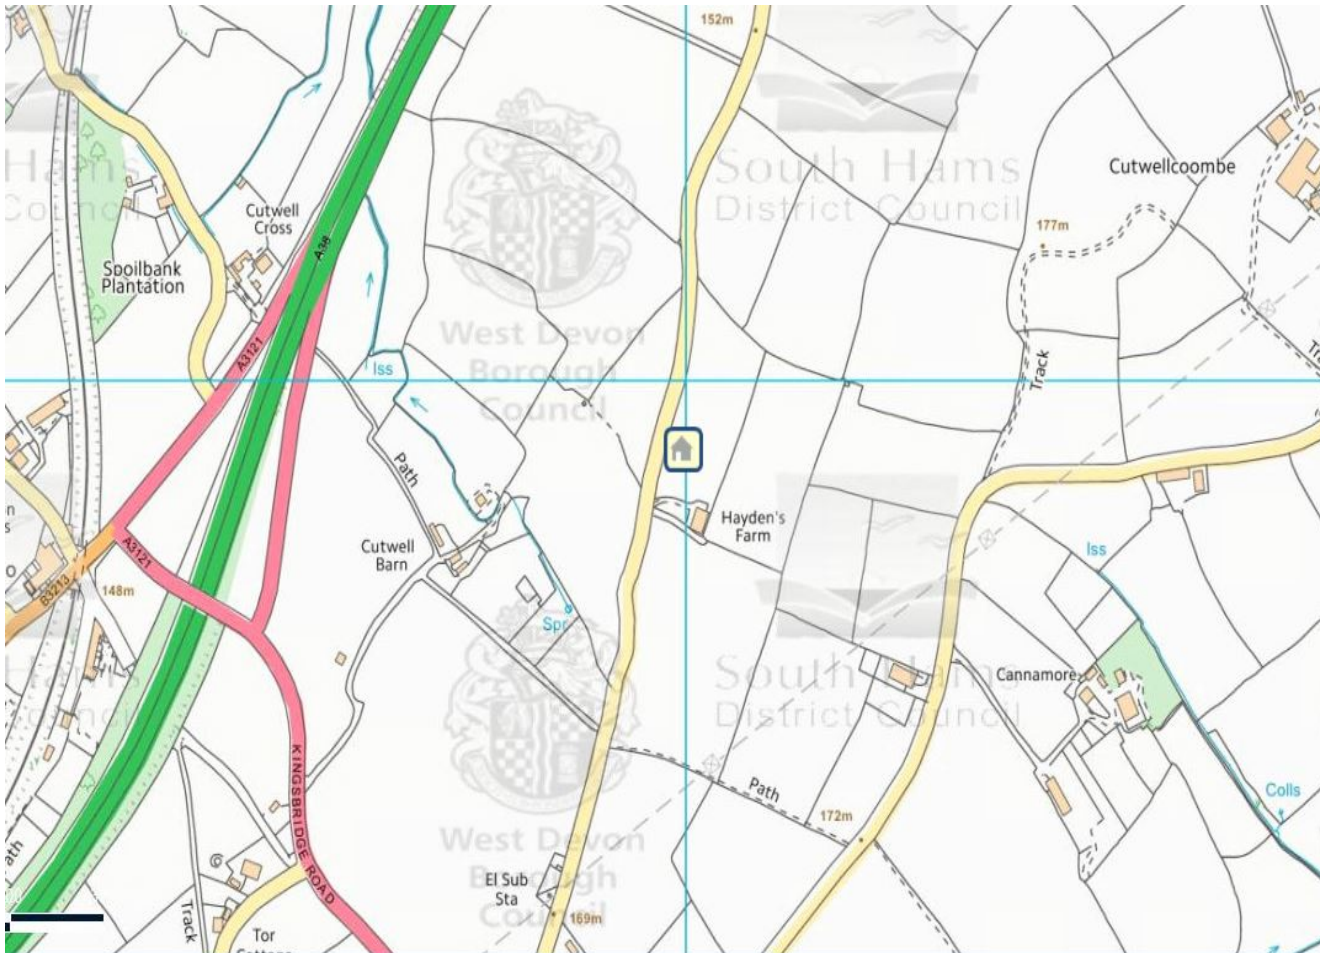 152m
South Hams
District Council
West Devon
Borough
Council
Cutwellcoombe
177m
Cutwell
Cross
A38
Spoilbank
Plantation
A3121
Iss
Track
Path
Hayden's
Farm
Cutwell
Barn
A3121
B3213
148m
Iss
Spr
South Hams
District Council
Cannamore
West Devon
Borough
Council
KINGSBRIDGE ROAD
Path
172m
Colls
El Sub
Sta
169m
Track
Tor